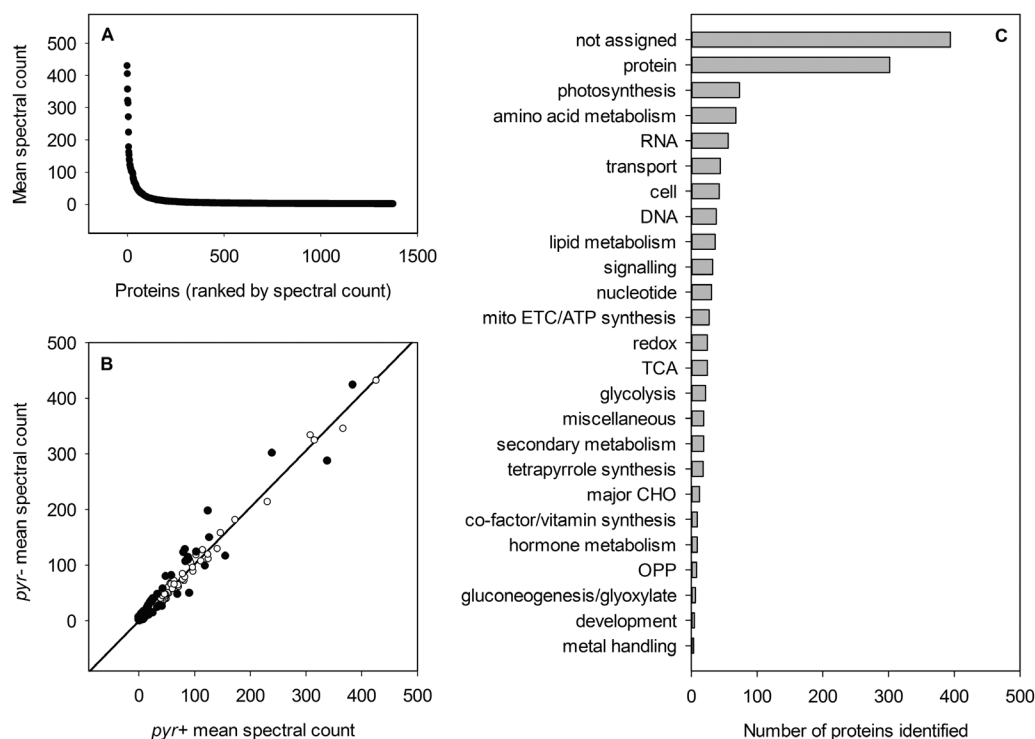 A
Mean spectral count
500
400
300
200
100
0
0
500
1000
1500
Proteins (ranked by spectral count)
B
pyr- mean spectral count
500
400
300
200
100
0
0
100
200
300
400
500
pyr+ mean spectral count
C
not assigned
protein
photosynthesis
amino acid metabolism
RNA
transport
cell
DNA
lipid metabolism
signalling
nucleotide
mito ETC/ATP synthesis
redox
TCA
glycolysis
miscellaneous
secondary metabolism
tetrapyrrole synthesis
major CHO
co-factor/vitamin synthesis
hormone metabolism
OPP
gluconeogenesis/glyoxylate
development
metal handling
0
100
200
300
400
500
Number of proteins identified